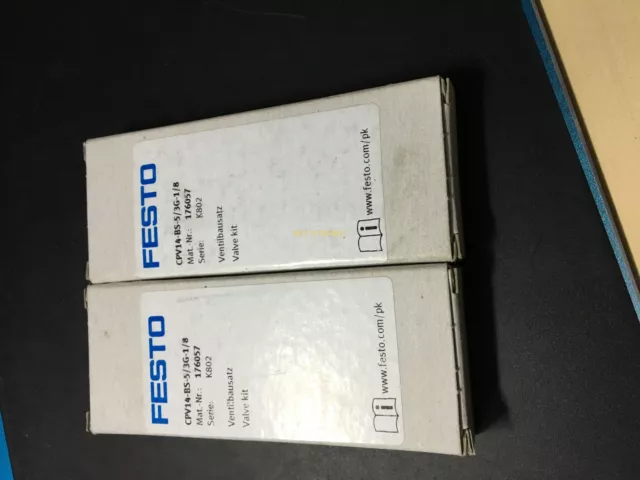 FESTO
CPV14-BS-5/3G-1/8
Mat.-Nr.: 176057
Serie: K802
Ventilbausatz
Valve kit
www.festo.com/pk
FESTO
CPV14-BS-5/3G-1/8
Mat.-Nr.: 176057
Serie: K802
Ventilbausatz
Valve kit
www.festo.com/pk